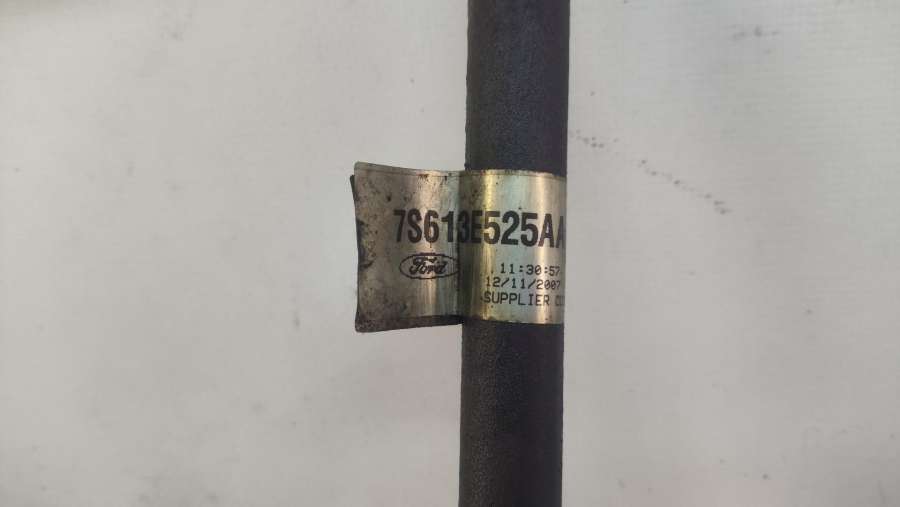 7S613E525AA
Ford
11:30:57
12/11/2007
SUPPLIER